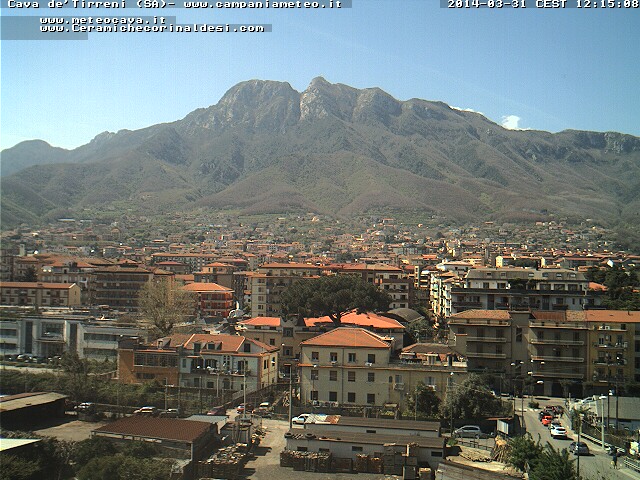 Cava de'Tirreni (SA)- www.campaniameteo.it 2014-03-31 CEST 12:15:08
www.meteocava.it
www.Ceramichecorinaldesi.com